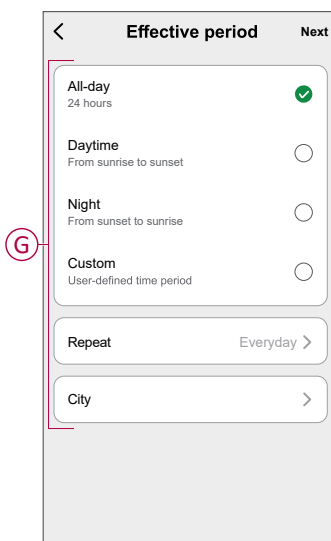 Effective period Next
All-day
24 hours
Daytime
From sunrise to sunset
Night
From sunset to sunrise
G
Custom
User-defined time period
Repeat Everyday
City